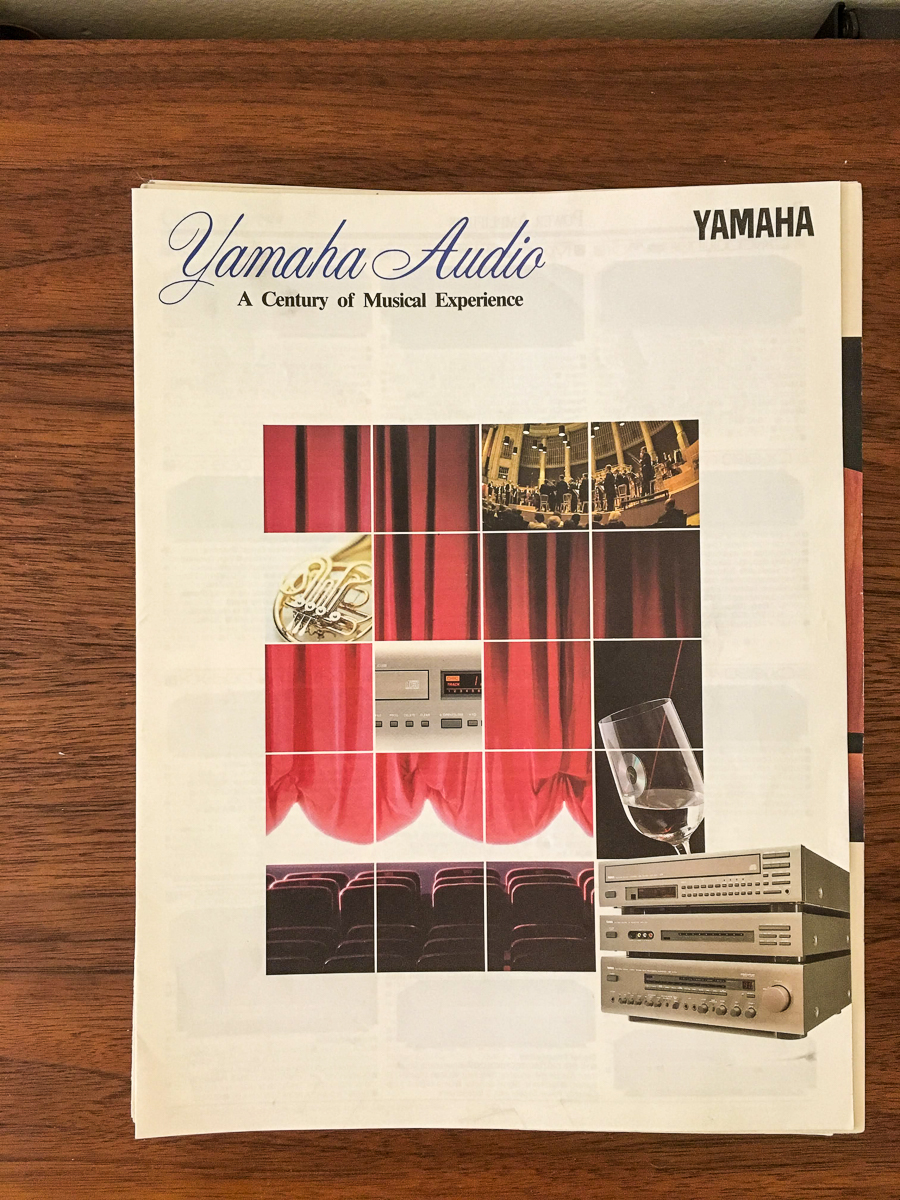 Yamaha Audio
YAMAHA
A Century of Musical Experience